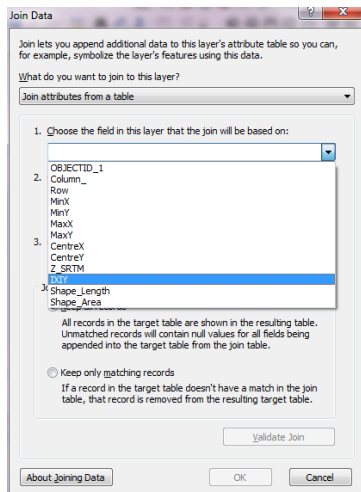 Join Data
Join lets you append additional data to this layer's attribute table so you can,
for example, symbolize the layer's features using this data.
What do you want to join to this layer?
Join attributes from a table
1. Choose the field in this layer that the join will be based on:
OBJECTID_1
2. Column_
Row
MinX
MinY
MaxX
MaxY
3. CentreX
CentreY
Z_SRTM
IXIY
Shape_Length
Shape_Area
All records in the target table are shown in the resulting table.
Unmatched records will contain null values for all fields being
appended into the target table from the join table.
Keep only matching records
If a record in the target table doesn't have a match in the join
table, that record is removed from the resulting target table.
Validate Join
About Joining Data
OK
Cancel